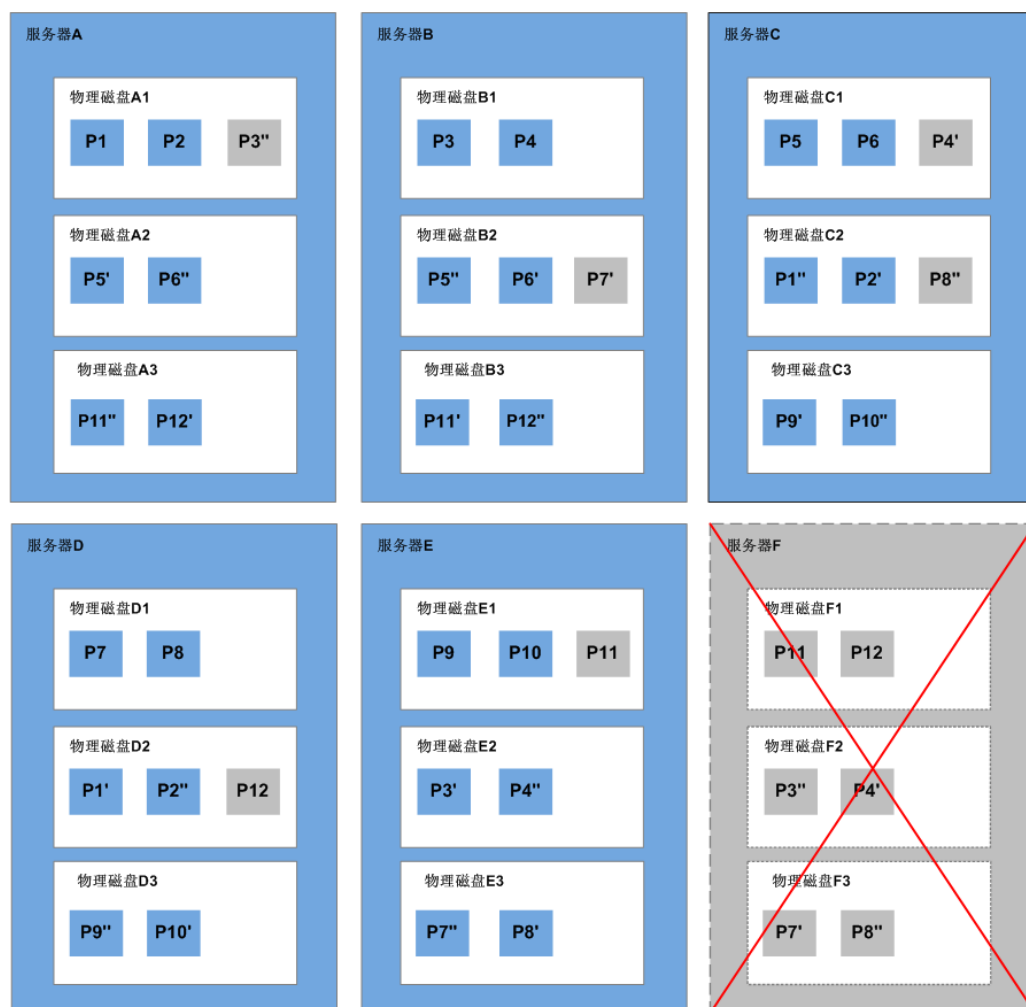 服务器A
物理磁盘A1
P1 P2 P3"
物理磁盘A2
P5' P6"
物理磁盘A3
P11" P12'
服务器B
物理磁盘B1
P3 P4
物理磁盘B2
P5" P6' P7'
物理磁盘B3
P11' P12"
服务器C
物理磁盘C1
P5 P6 P4'
物理磁盘C2
P1" P2' P8"
物理磁盘C3
P9' P10"
服务器D
物理磁盘D1
P7 P8
物理磁盘D2
P1' P2" P12
物理磁盘D3
P9" P10'
服务器E
物理磁盘E1
P9 P10 P11
物理磁盘E2
P3' P4"
物理磁盘E3
P7" P8'
服务器F
物理磁盘F1
P11 P12
物理磁盘F2
P3" P4'
物理磁盘F3
P7' P8"